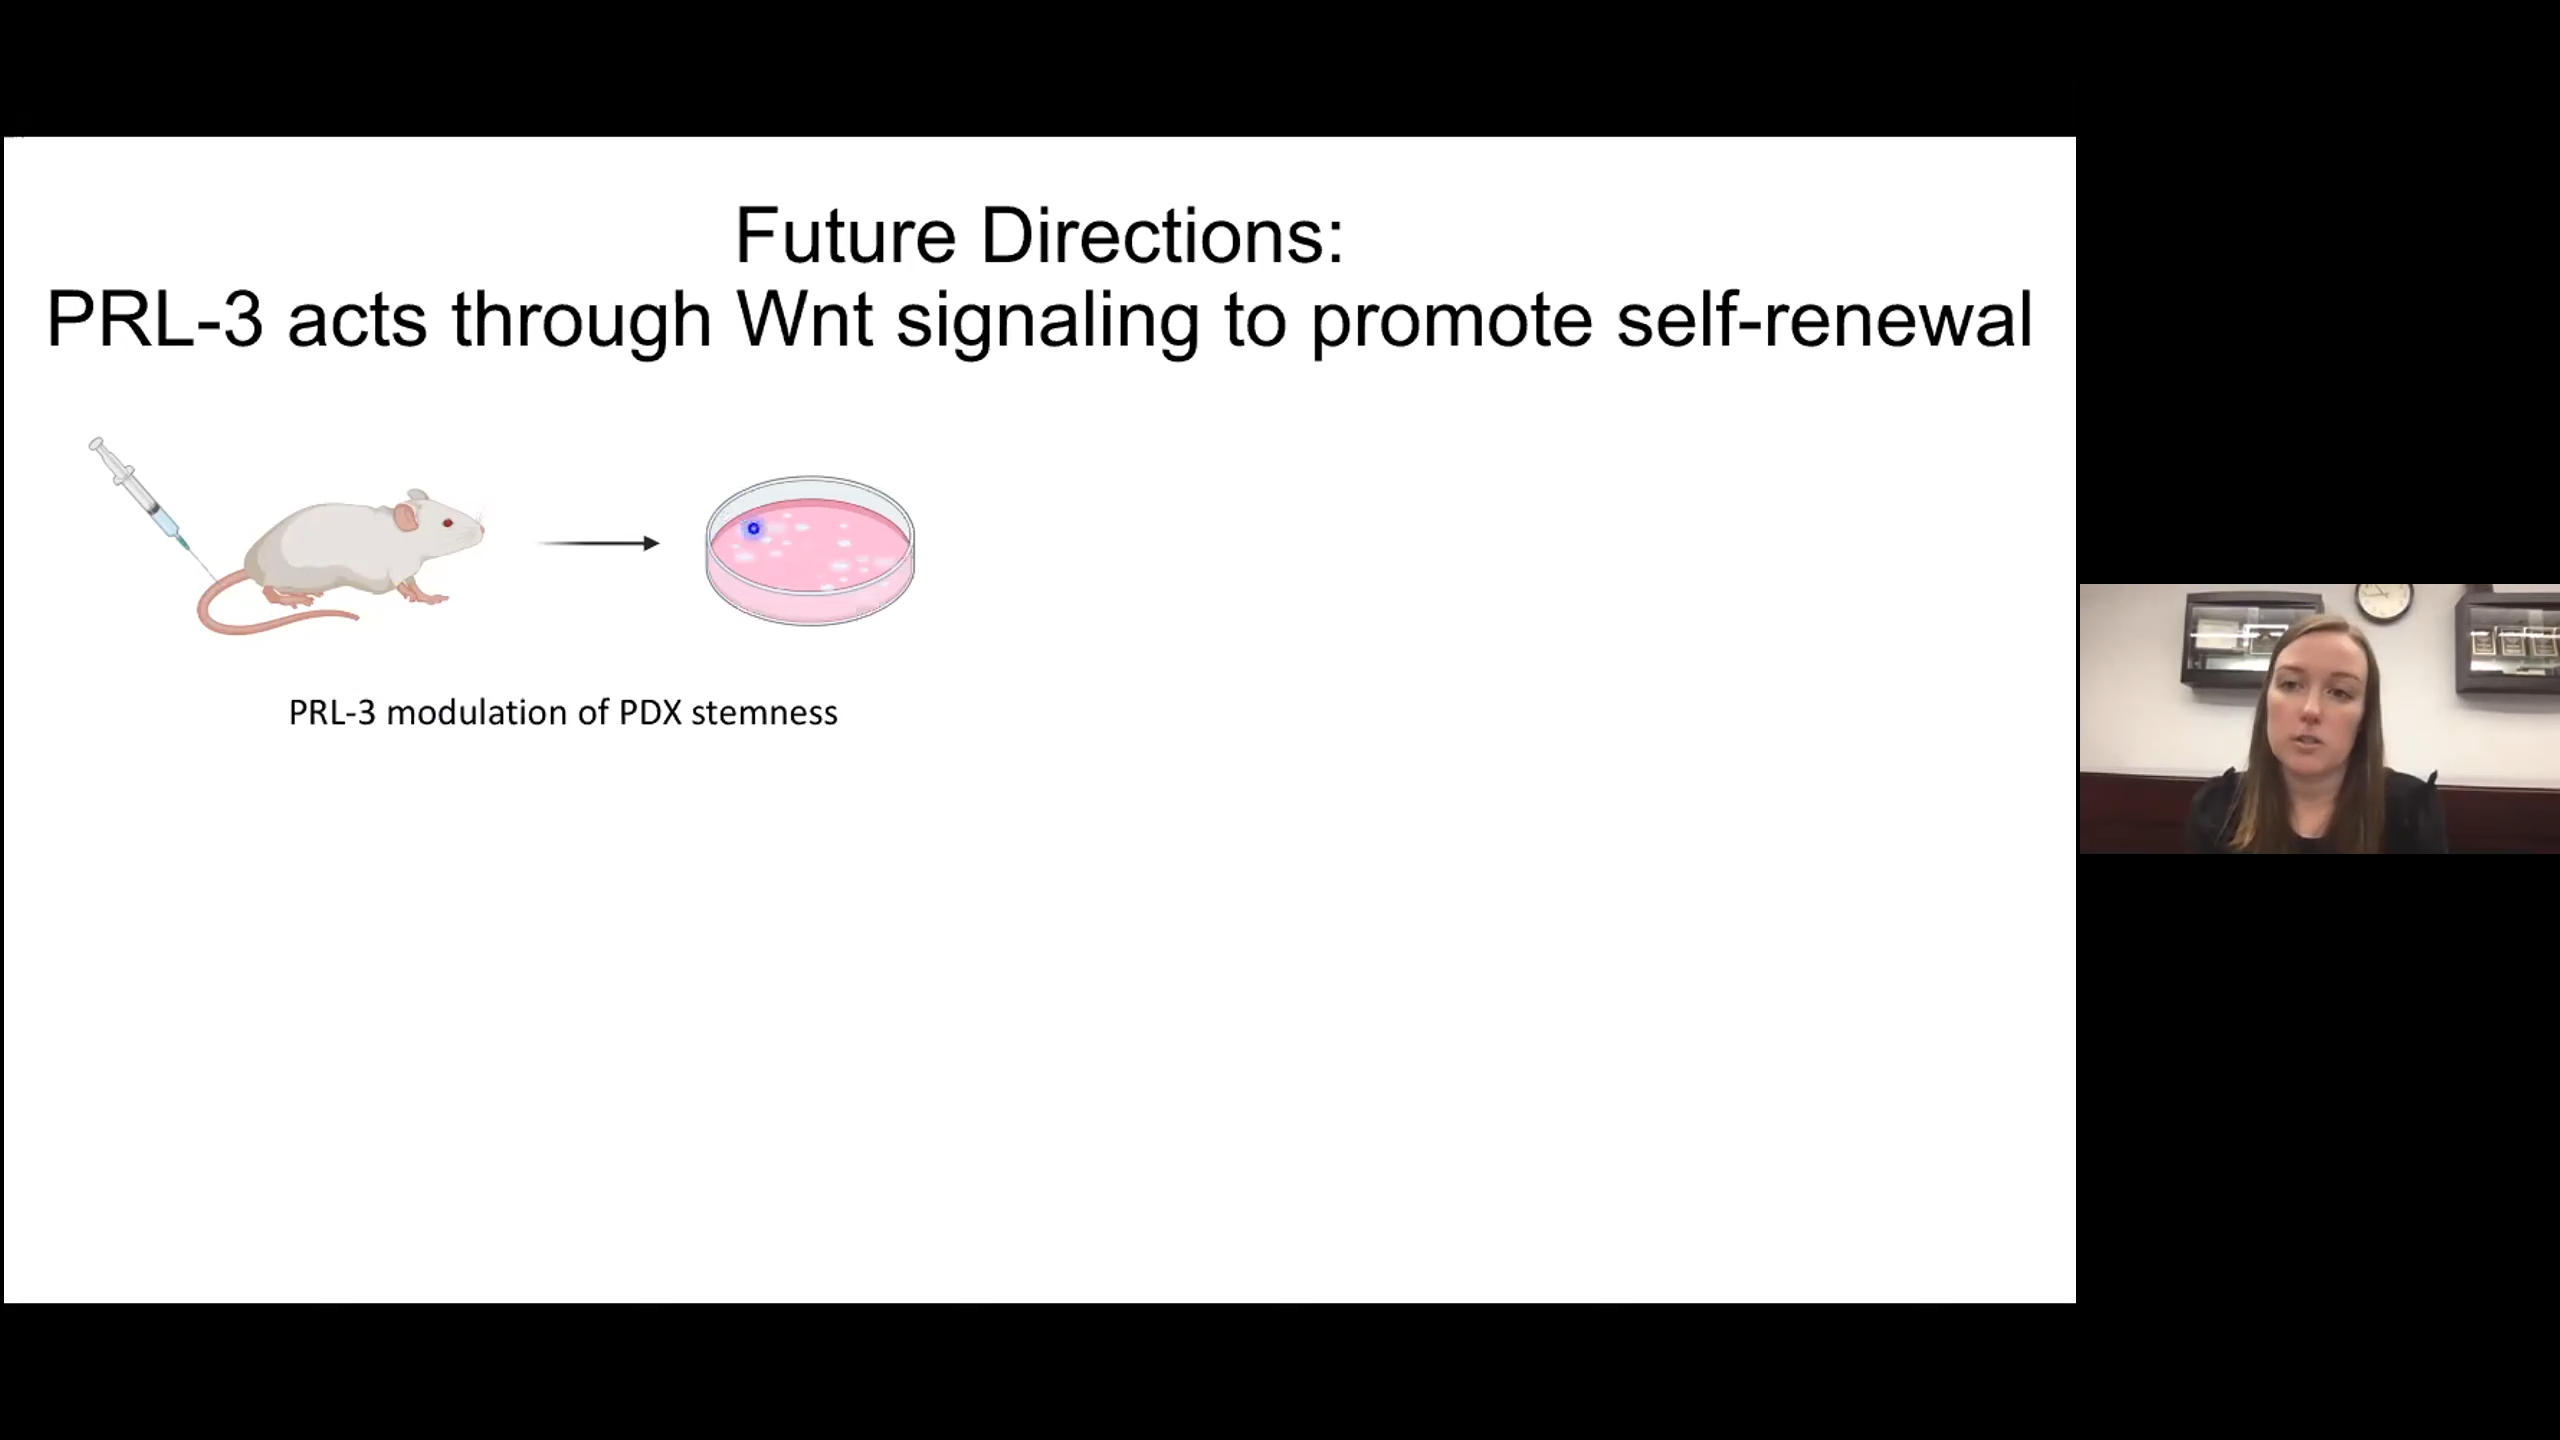 Future Directions:
PRL-3 acts through Wnt signaling to promote self-renewal
PRL-3 modulation of PDX stemness